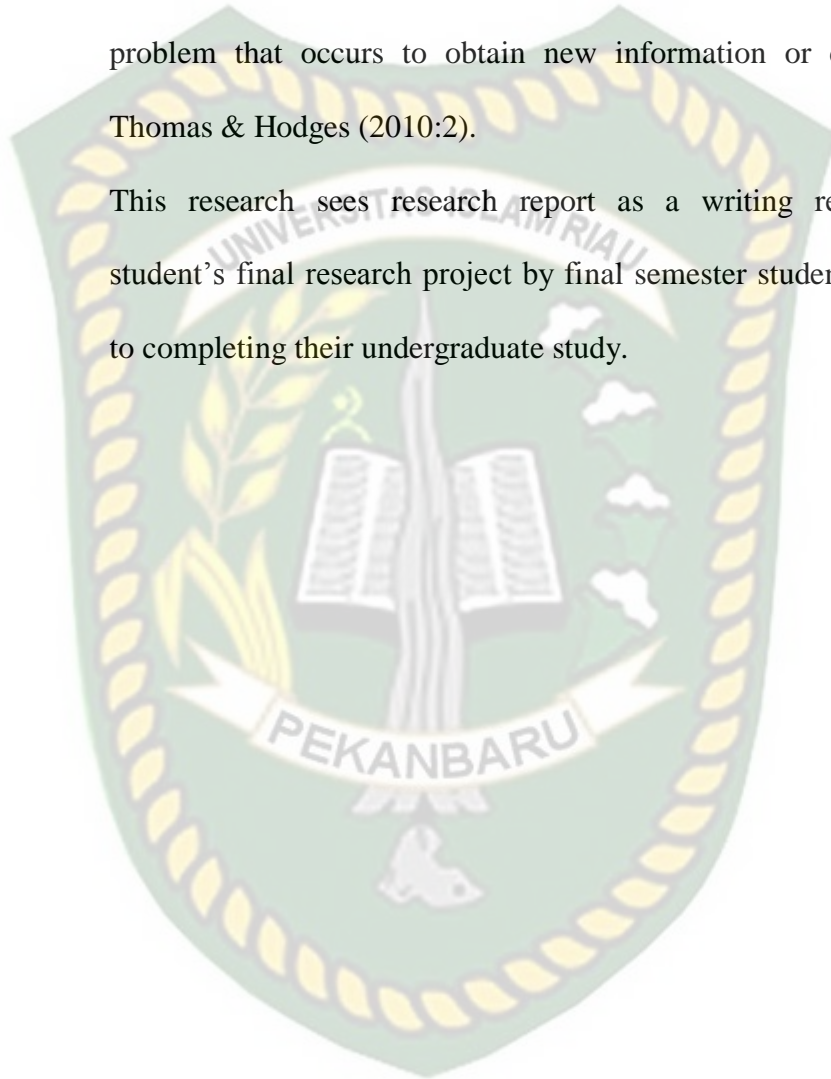 problem that occurs to obtain new information or
Thomas & Hodges (2010:2).
This research sees research report as a writing re
UNIVERSITAS ISLAM RIAU
student’s final research project by final semester studen
to completing their undergraduate study.
PEKANBARU